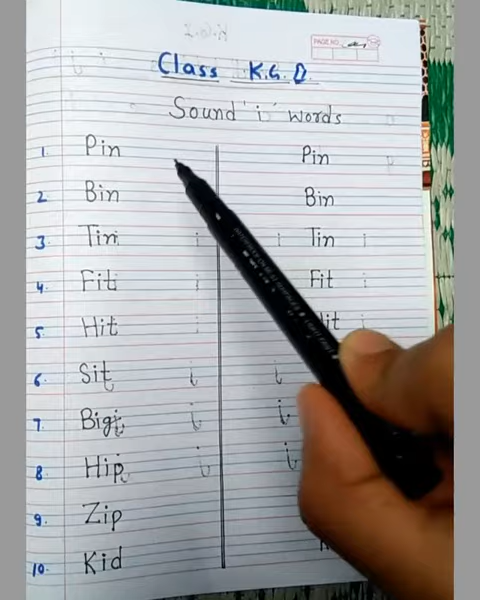 PAGE NO.
Class K.G
Sound 'i' words
1. Pin Pin
2. Bin Bin
3. Tin i i Tin i
4. Fit i Fit i
5. Hit i it i
6. Sit i i
7. Big i i
8. Hip i i
9. Zip
10. Kid